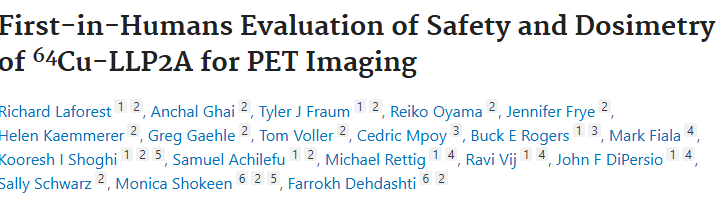 First-in-Humans Evaluation of Safety and Dosimetry
of ⁶⁴Cu-LLP2A for PET Imaging
Richard Laforest 1 2, Anchal Ghai 2, Tyler J Fraum 1 2, Reiko Oyama 2, Jennifer Frye 2,
Helen Kaemmerer 2, Greg Gaehle 2, Tom Voller 2, Cedric Mpoy 3, Buck E Rogers 1 3, Mark Fiala 4,
Kooresh I Shoghi 1 2 5, Samuel Achilefu 1 2, Michael Rettig 1 4, Ravi Vij 1 4, John F DiPersio 1 4,
Sally Schwarz 2, Monica Shokeen 6 2 5, Farrokh Dehdashti 6 2